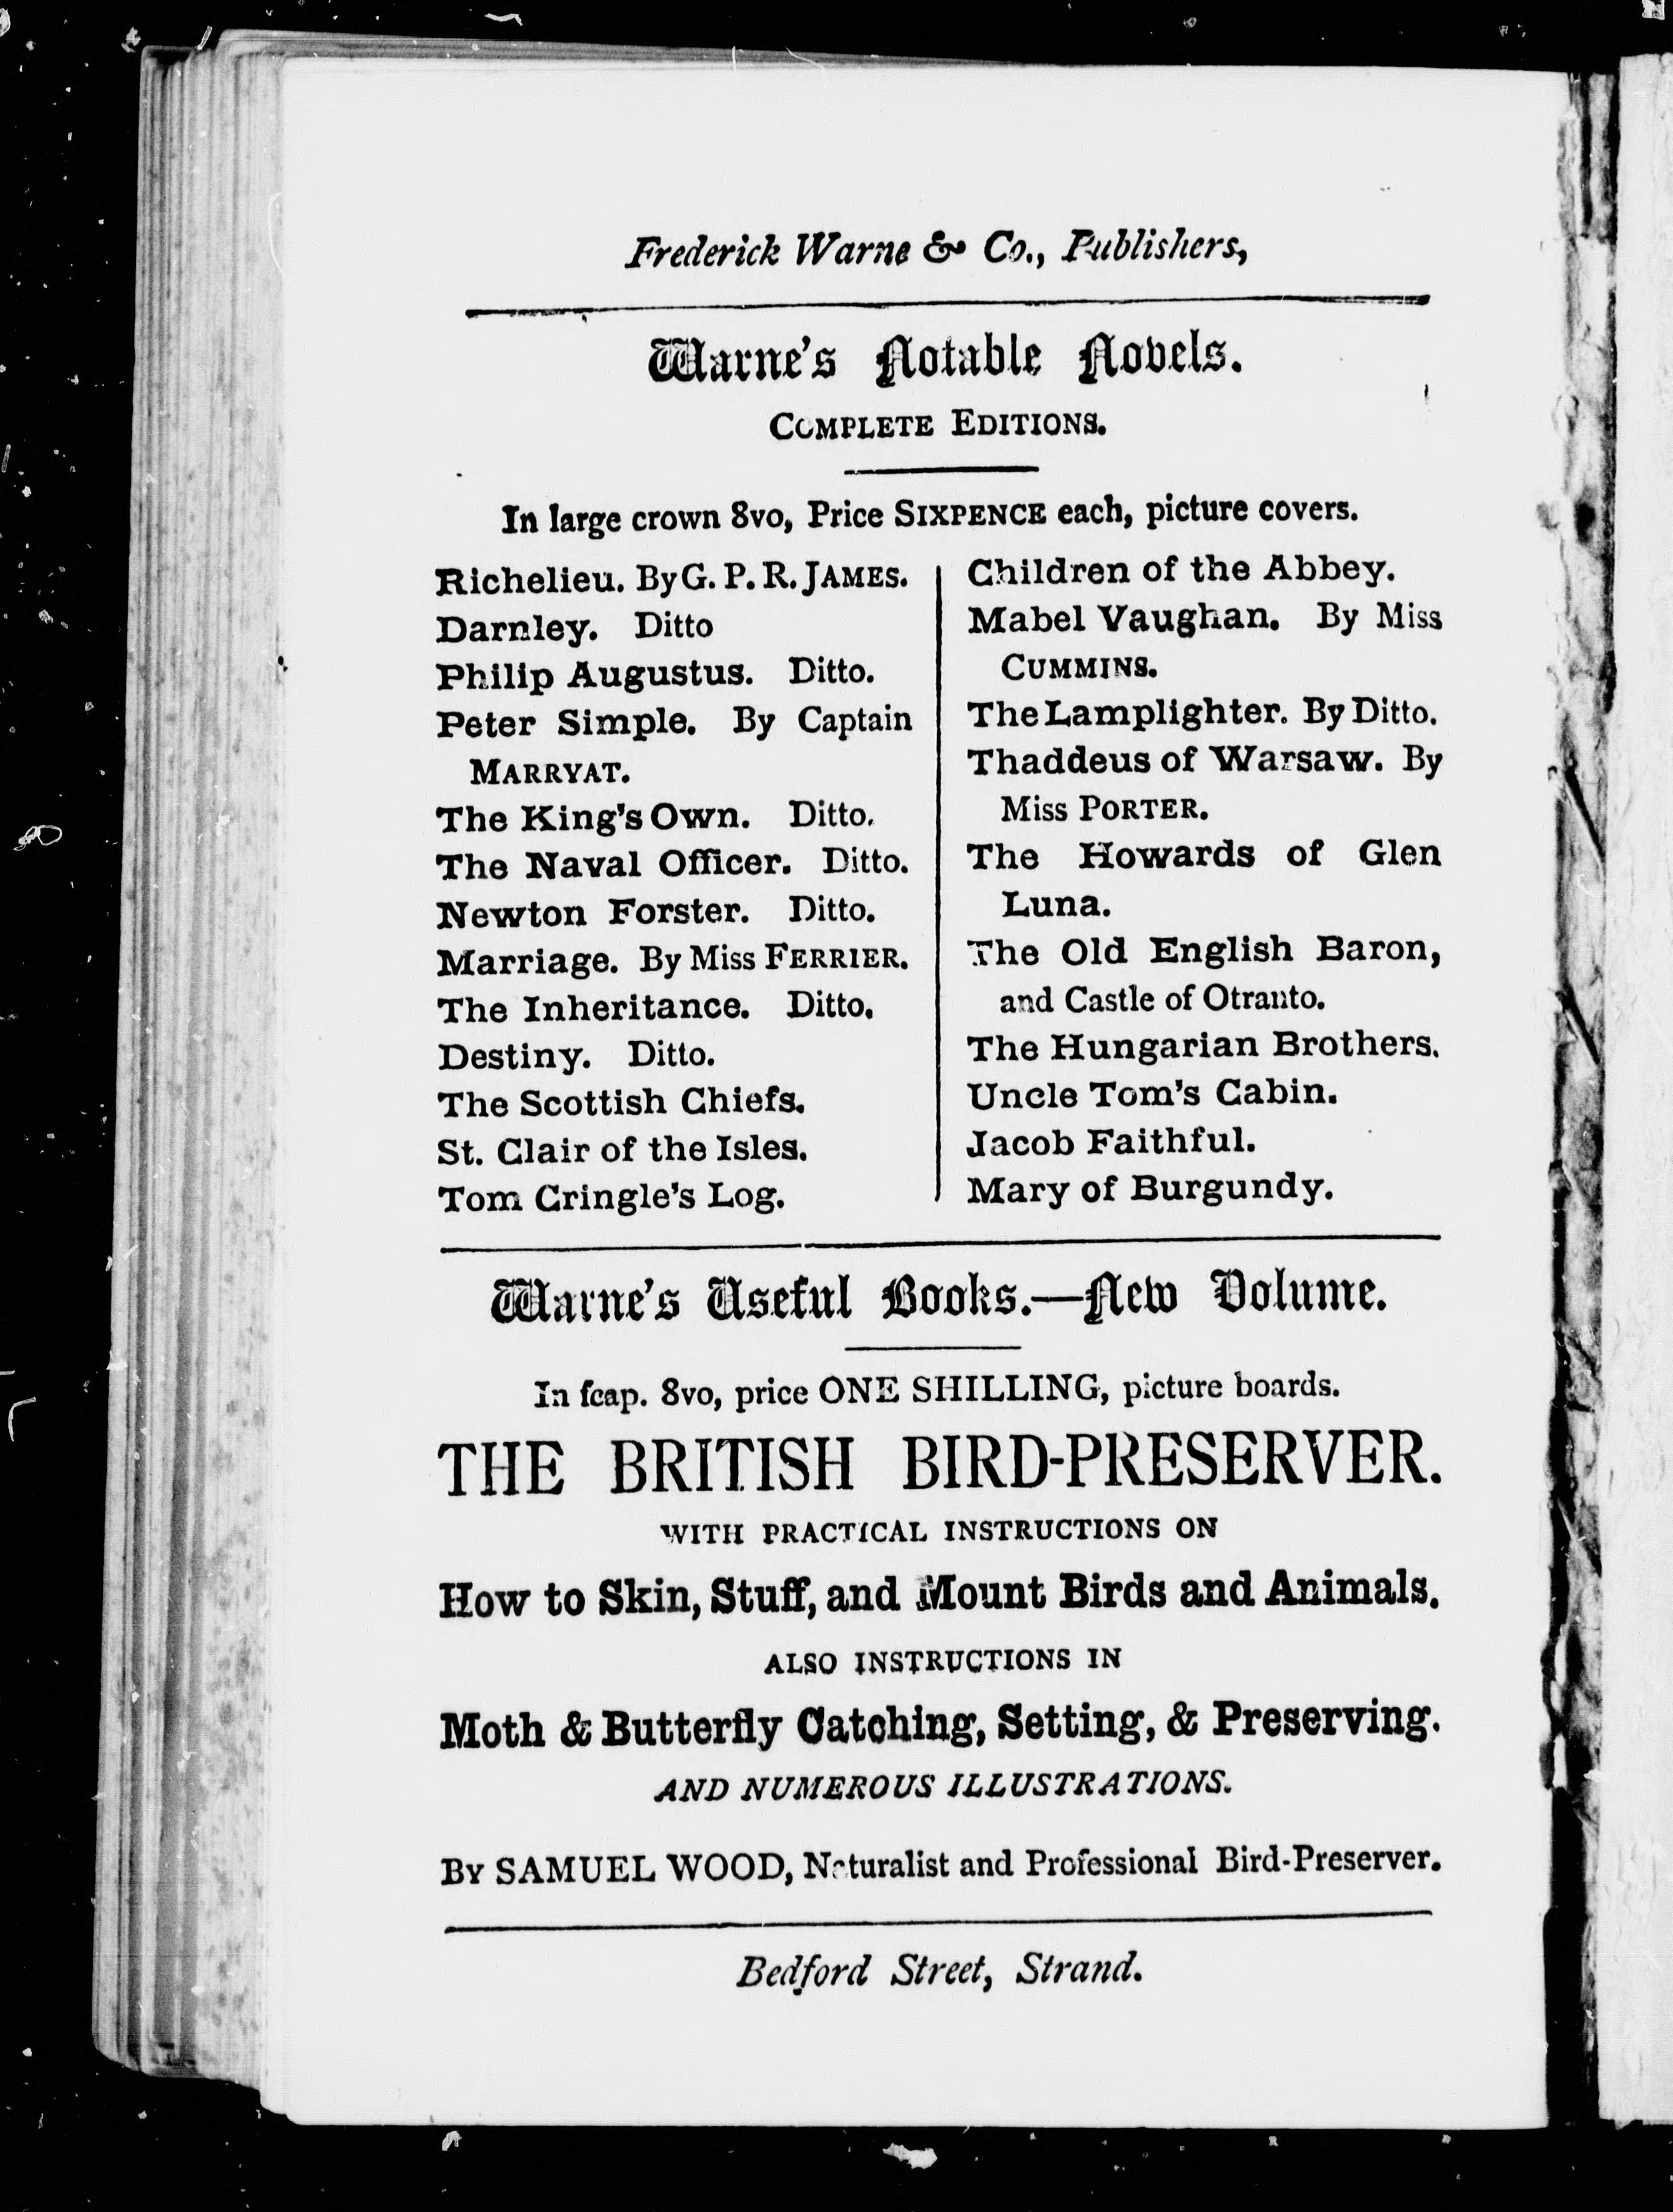 Frederick Warne & Co., Publishers,
Warne's Notable Novels.
COMPLETE EDITIONS.
In large crown 8vo, Price SIXPENCE each, picture covers.
Richelieu. By G. P. R. JAMES.
Darnley. Ditto
Philip Augustus. Ditto.
Peter Simple. By Captain
MARRYAT.
The King's Own. Ditto.
The Naval Officer. Ditto.
Newton Forster. Ditto.
Marriage. By Miss FERRIER.
The Inheritance. Ditto.
Destiny. Ditto.
The Scottish Chiefs.
St. Clair of the Isles.
Tom Cringle's Log.
Children of the Abbey.
Mabel Vaughan. By Miss
CUMMINS.
The Lamplighter. By Ditto.
Thaddeus of Warsaw. By
Miss PORTER.
The Howards of Glen
Luna.
The Old English Baron,
and Castle of Otranto.
The Hungarian Brothers.
Uncle Tom's Cabin.
Jacob Faithful.
Mary of Burgundy.
Warne's Useful Books.—New Volume.
In fcap. 8vo, price ONE SHILLING, picture boards.
THE BRITISH BIRD-PRESERVER.
WITH PRACTICAL INSTRUCTIONS ON
How to Skin, Stuff, and Mount Birds and Animals.
ALSO INSTRUCTIONS IN
Moth & Butterfly Catching, Setting, & Preserving.
AND NUMEROUS ILLUSTRATIONS.
BY SAMUEL WOOD, Naturalist and Professional Bird-Preserver.
Bedford Street, Strand.